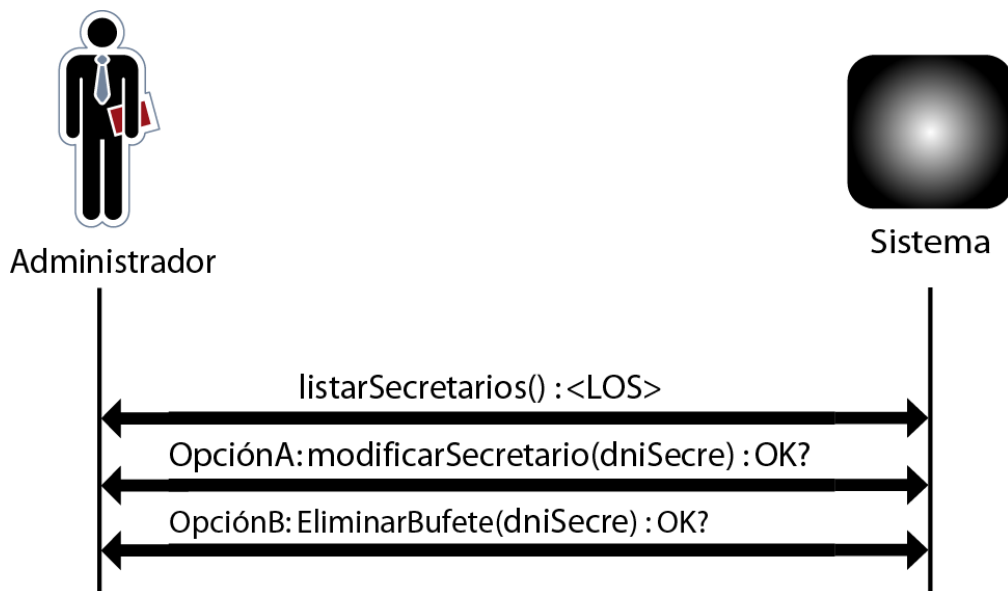 Administrador
Sistema
listarSecretarios() : <LOS>
OpciónA: modificarSecretario(dniSecre) : OK?
OpciónB: EliminarBufete(dniSecre) : OK?